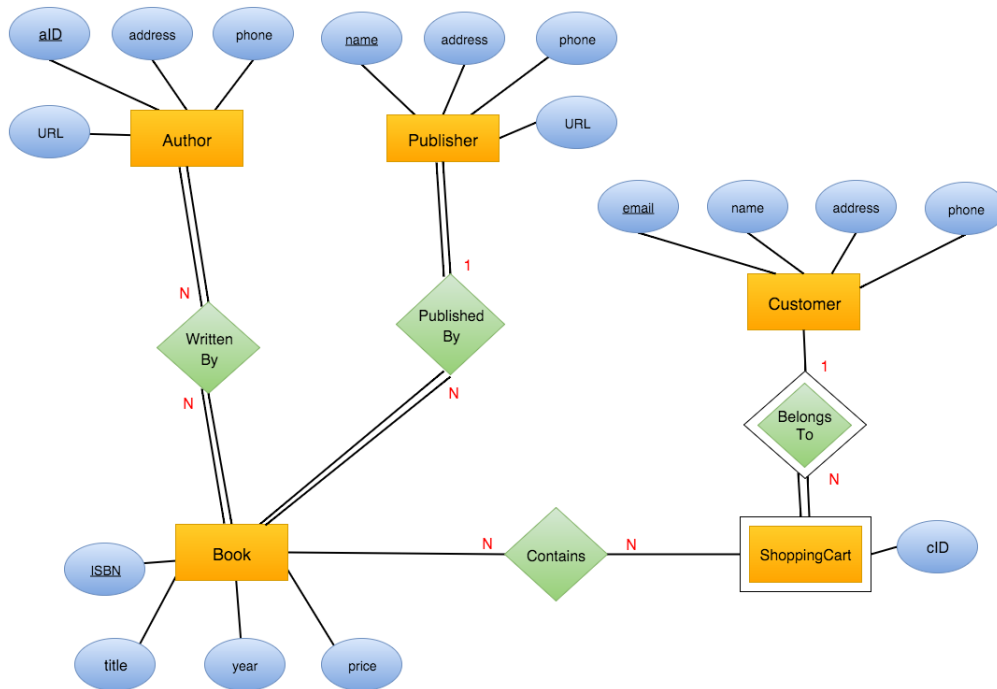 aID
address
phone
name
address
phone
URL
Author
Publisher
URL
email
name
address
phone
N
1
Customer
Written
By
Published
By
N
N
1
Belongs
To
N
Book
N
Contains
N
ShoppingCart
cID
ISBN
title
year
price